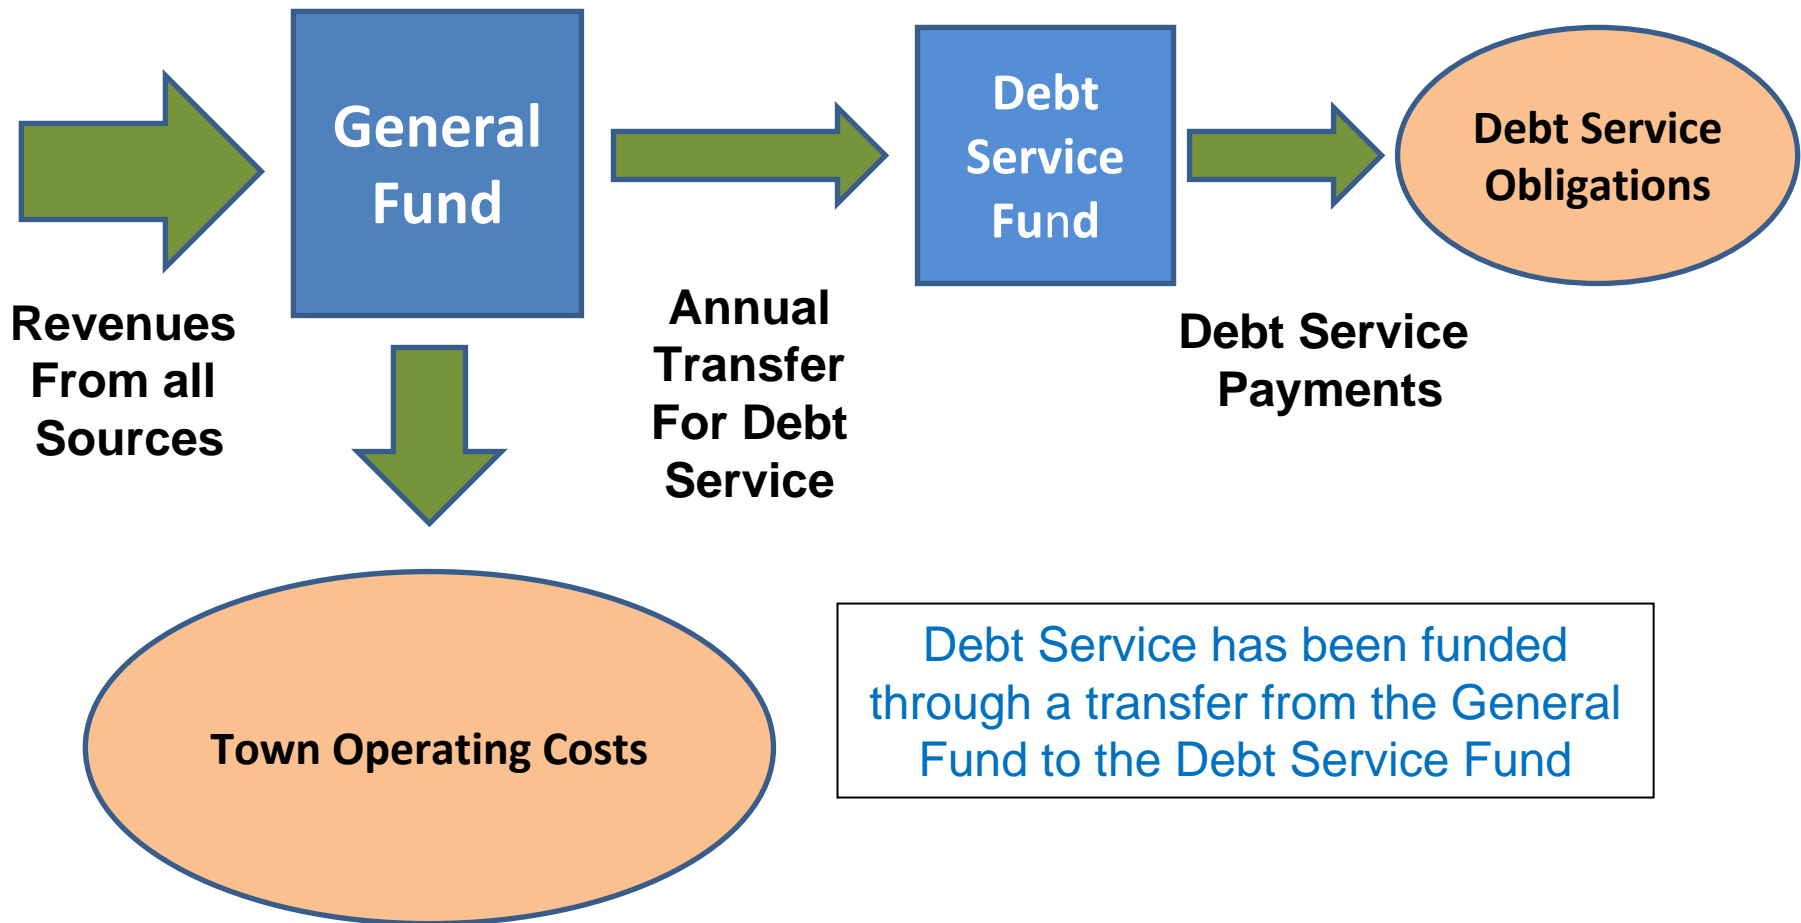 General
Fund
Debt
Service
Fund
Debt Service
Obligations
Revenues
From all
Sources
Annual
Transfer
For Debt
Service
Debt Service
Payments
Town Operating Costs
Debt Service has been funded
through a transfer from the General
Fund to the Debt Service Fund